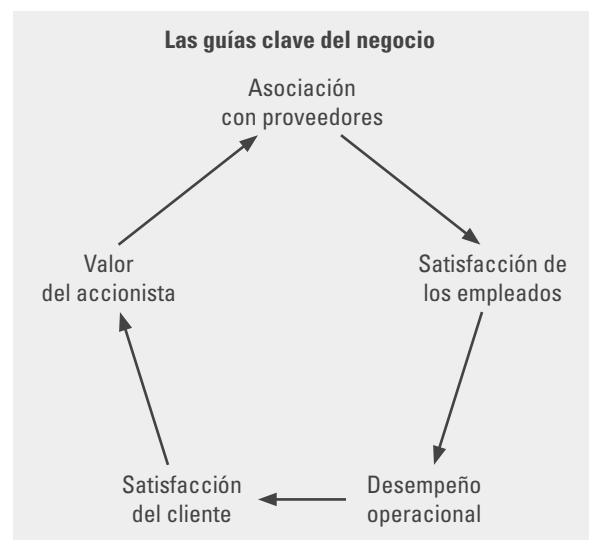 Las guías clave del negocio
Asociación
con proveedores
Valor
del accionista
Satisfacción de
los empleados
Satisfacción
del cliente
Desempeño
operacional